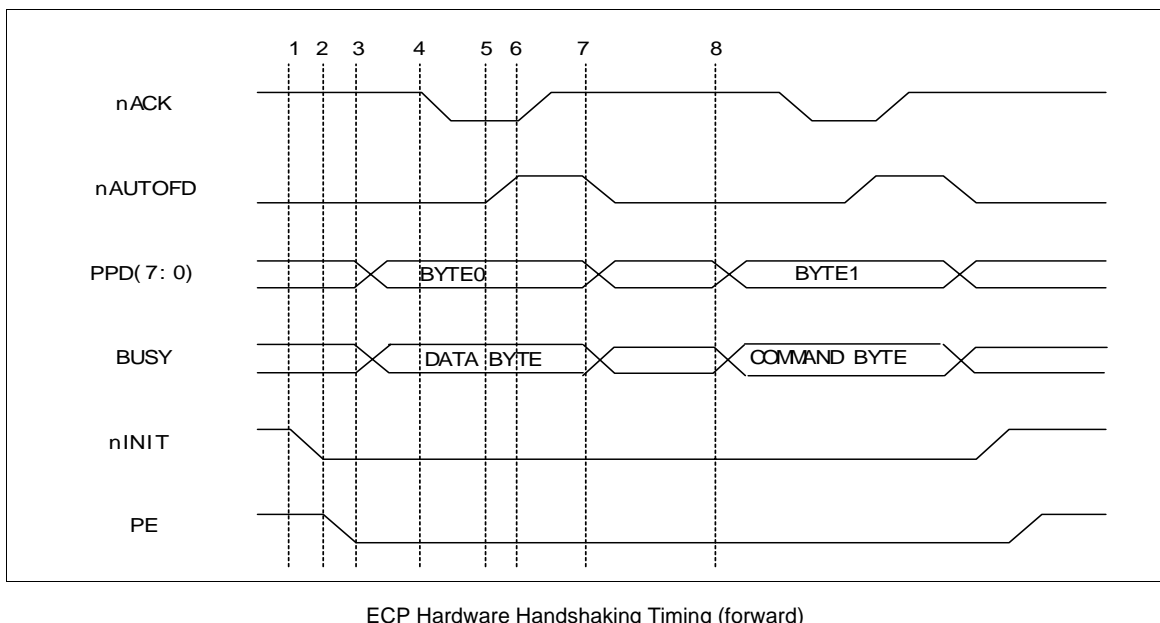 1 2 3 4 5 6 7 8
nACK
nAUTOFD
PPD(7:0) BYTE0 BYTE1
BUSY DATA BYTE COMMAND BYTE
nINIT
PE
ECP Hardware Handshaking Timing (forward)